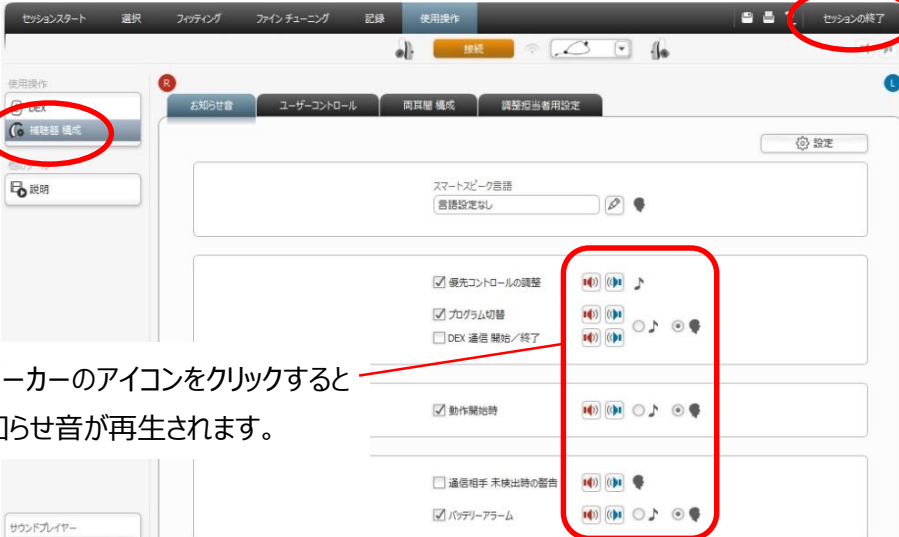 セッションスタート 選択 フィッティング ファインチューニング 記録 使用操作 セッションの終了
接続
使用操作
R
L
DEX
お知らせ音 ユーザーコントロール 両耳間 構成 調整担当者用設定
補聴器 構成
設定
説明
スマートスピーク言語
言語設定なし
優先コントロールの調整
プログラム切替
DEX 通信 開始/終了
ーカーのアイコンをクリックすると
動作開始時
らせ音が再生されます。
通信相手 未検出時の警告
バッテリーアラーム
サウンドプレイヤー